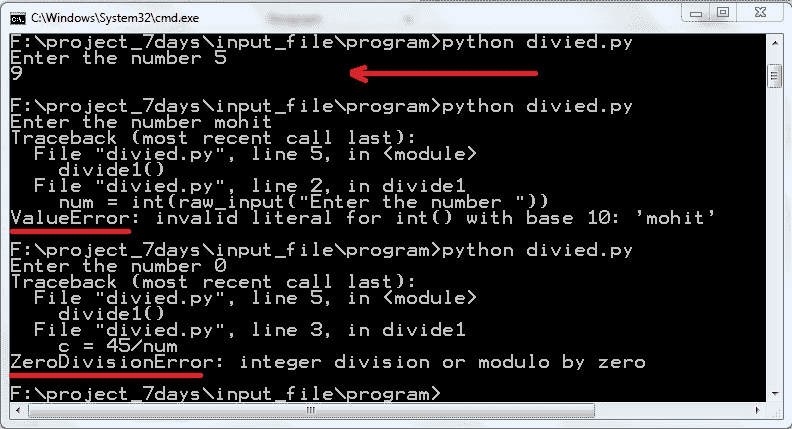 C:\Windows\System32\cmd.exe
F:\project_7days\input_file\program>python divied.py
Enter the number 5
9
F:\project_7days\input_file\program>python divied.py
Enter the number mohit
Traceback (most recent call last):
  File "divied.py", line 5, in <module>
    divide1()
  File "divied.py", line 2, in divide1
    num = int(raw_input("Enter the number "))
ValueError: invalid literal for int() with base 10: 'mohit'
F:\project_7days\input_file\program>python divied.py
Enter the number 0
Traceback (most recent call last):
  File "divied.py", line 5, in <module>
    divide1()
  File "divied.py", line 3, in divide1
    c = 45/num
ZeroDivisionError: integer division or modulo by zero
F:\project_7days\input_file\program>